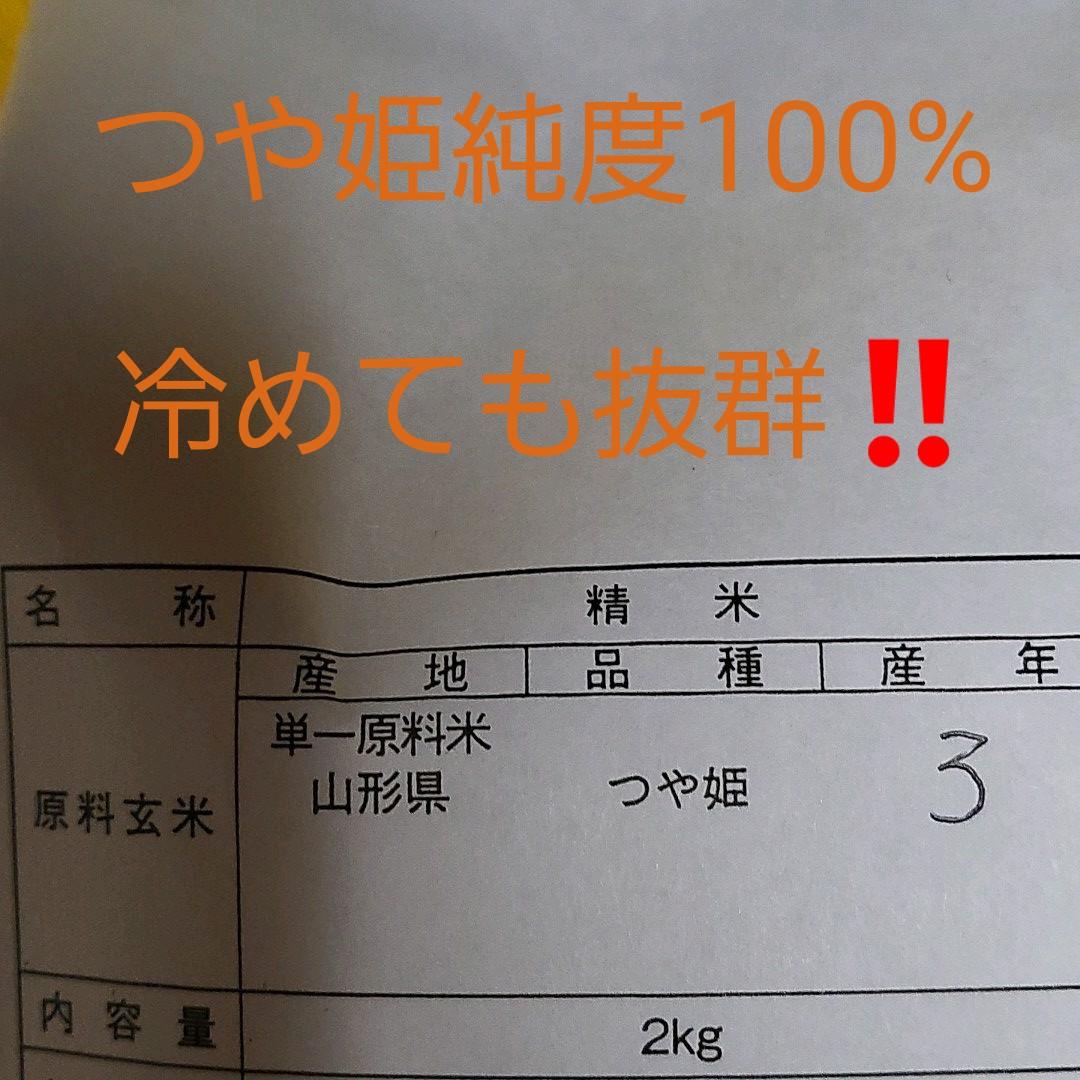 つや姫純度100%
冷めても抜群‼
名称 精米
産地 品種 産年
単一原料米
原料玄米 山形県 つや姫 3
内容量 2kg